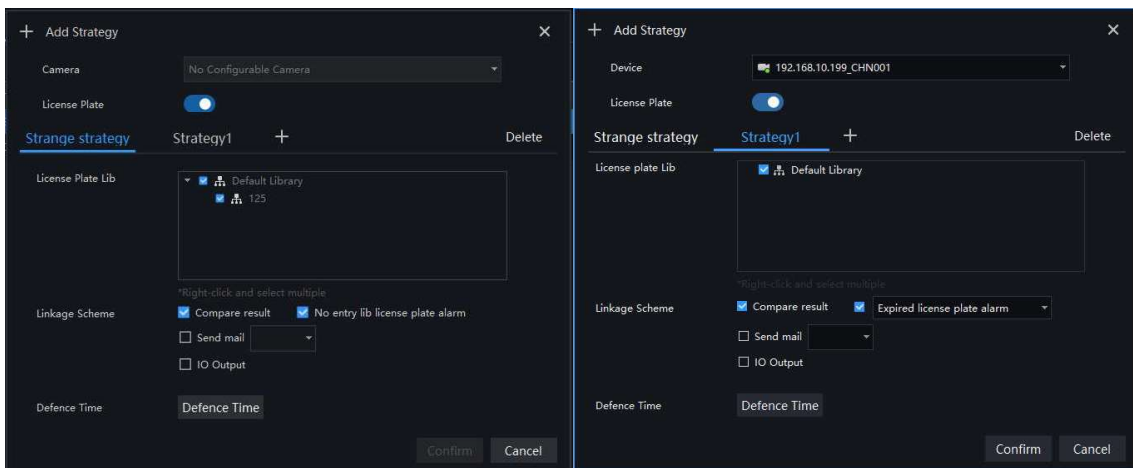 Add Strategy
Camera
No Configurable Camera
License Plate
Strange strategy
Strategy1
Delete
License Plate Lib
Default Library
125
*Right-click and select multiple
Linkage Scheme
Compare result
No entry lib license plate alarm
Send mail
IO Output
Defence Time
Defence Time
Confirm
Cancel
Add Strategy
Device
192.168.10.199_CHN001
License Plate
Strange strategy
Strategy1
Delete
License plate Lib
Default Library
*Right-click and select multiple
Linkage Scheme
Compare result
Expired license plate alarm
Send mail
IO Output
Defence Time
Defence Time
Confirm
Cancel